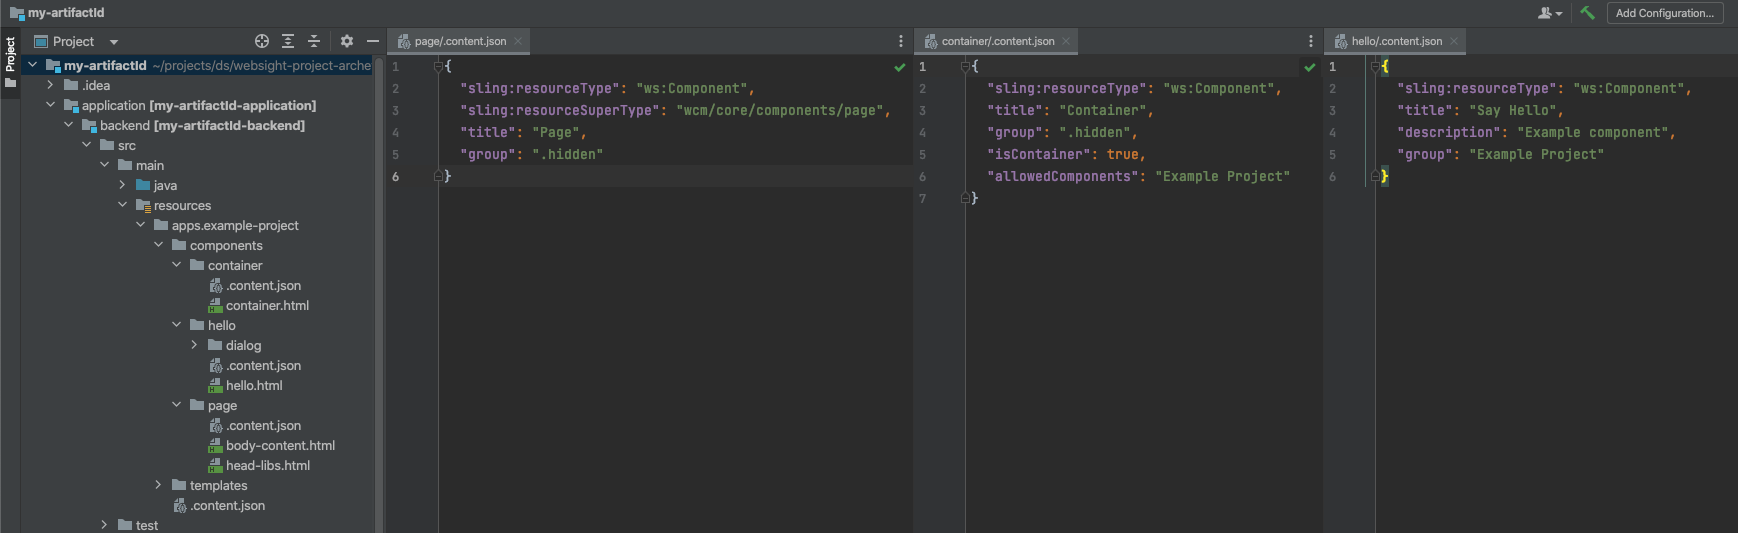 my-artifactId
Add Configuration...
Project
Project
my-artifactId ~/projects/ds/websight-project-arche
.idea
application [my-artifactId-application]
backend [my-artifactId-backend]
src
main
java
resources
apps.example-project
components
container
.content.json
container.html
hello
dialog
.content.json
hello.html
page
.content.json
body-content.html
head-libs.html
templates
.content.json
test
page/.content.json
1 {
2 "sling:resourceType": "ws:Component",
3 "sling:resourceSuperType": "wcm/core/components/page",
4 "title": "Page",
5 "group": ".hidden"
6 }
container/.content.json
1 {
2 "sling:resourceType": "ws:Component",
3 "title": "Container",
4 "group": ".hidden",
5 "isContainer": true,
6 "allowedComponents": "Example Project"
7 }
hello/.content.json
1 {
2 "sling:resourceType": "ws:Component",
3 "title": "Say Hello",
4 "description": "Example component",
5 "group": "Example Project"
6 }